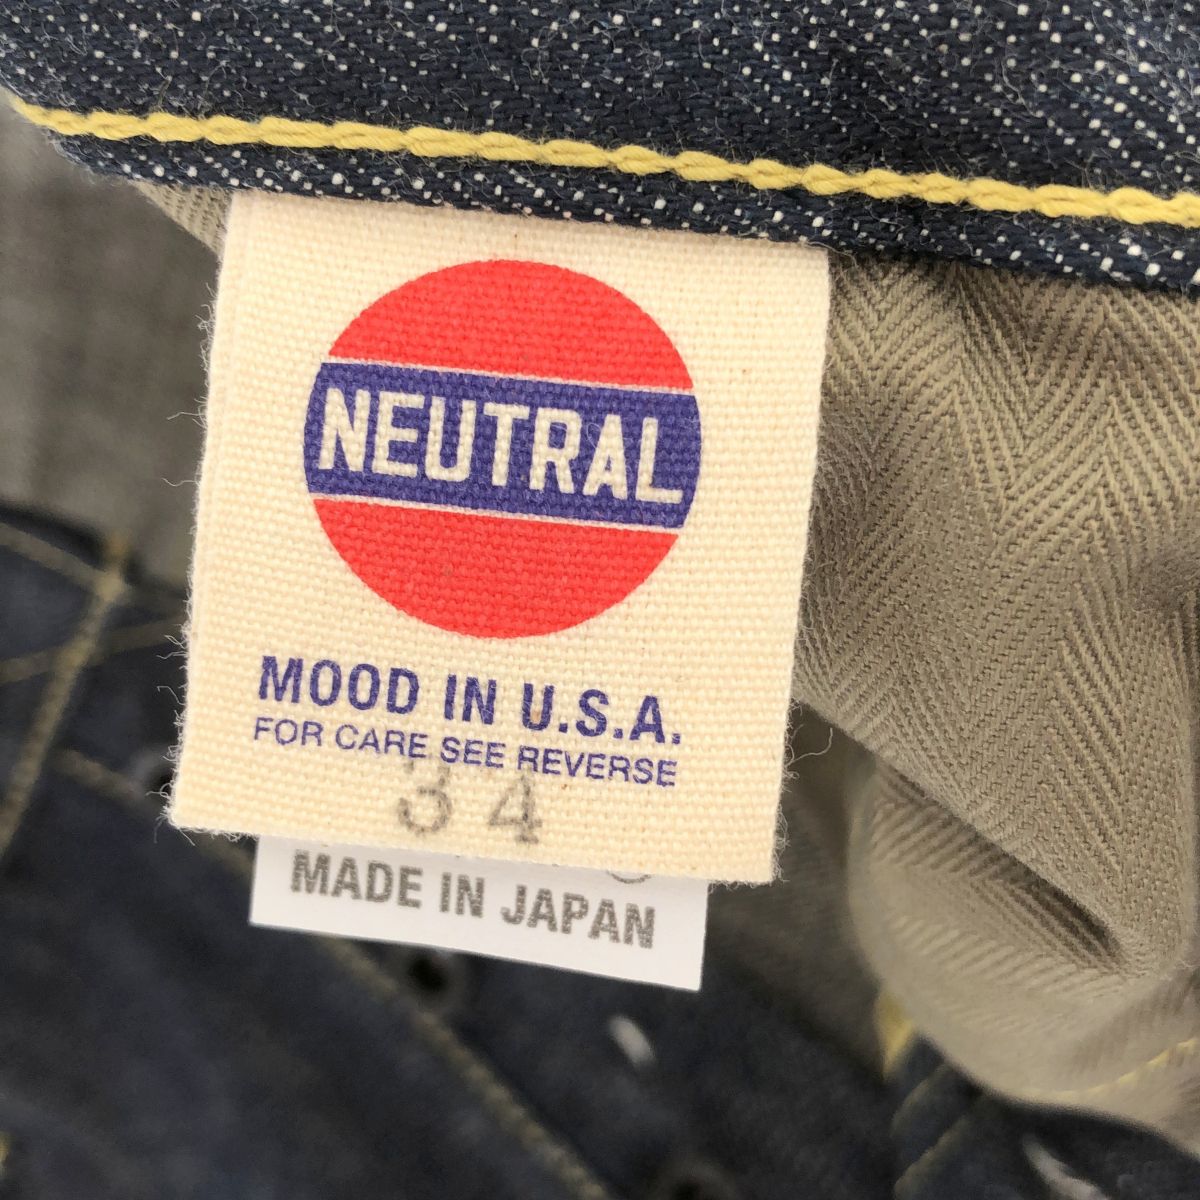 NEUTRAL
MOOD IN U.S.A.
FOR CARE SEE REVERSE
34
MADE IN JAPAN